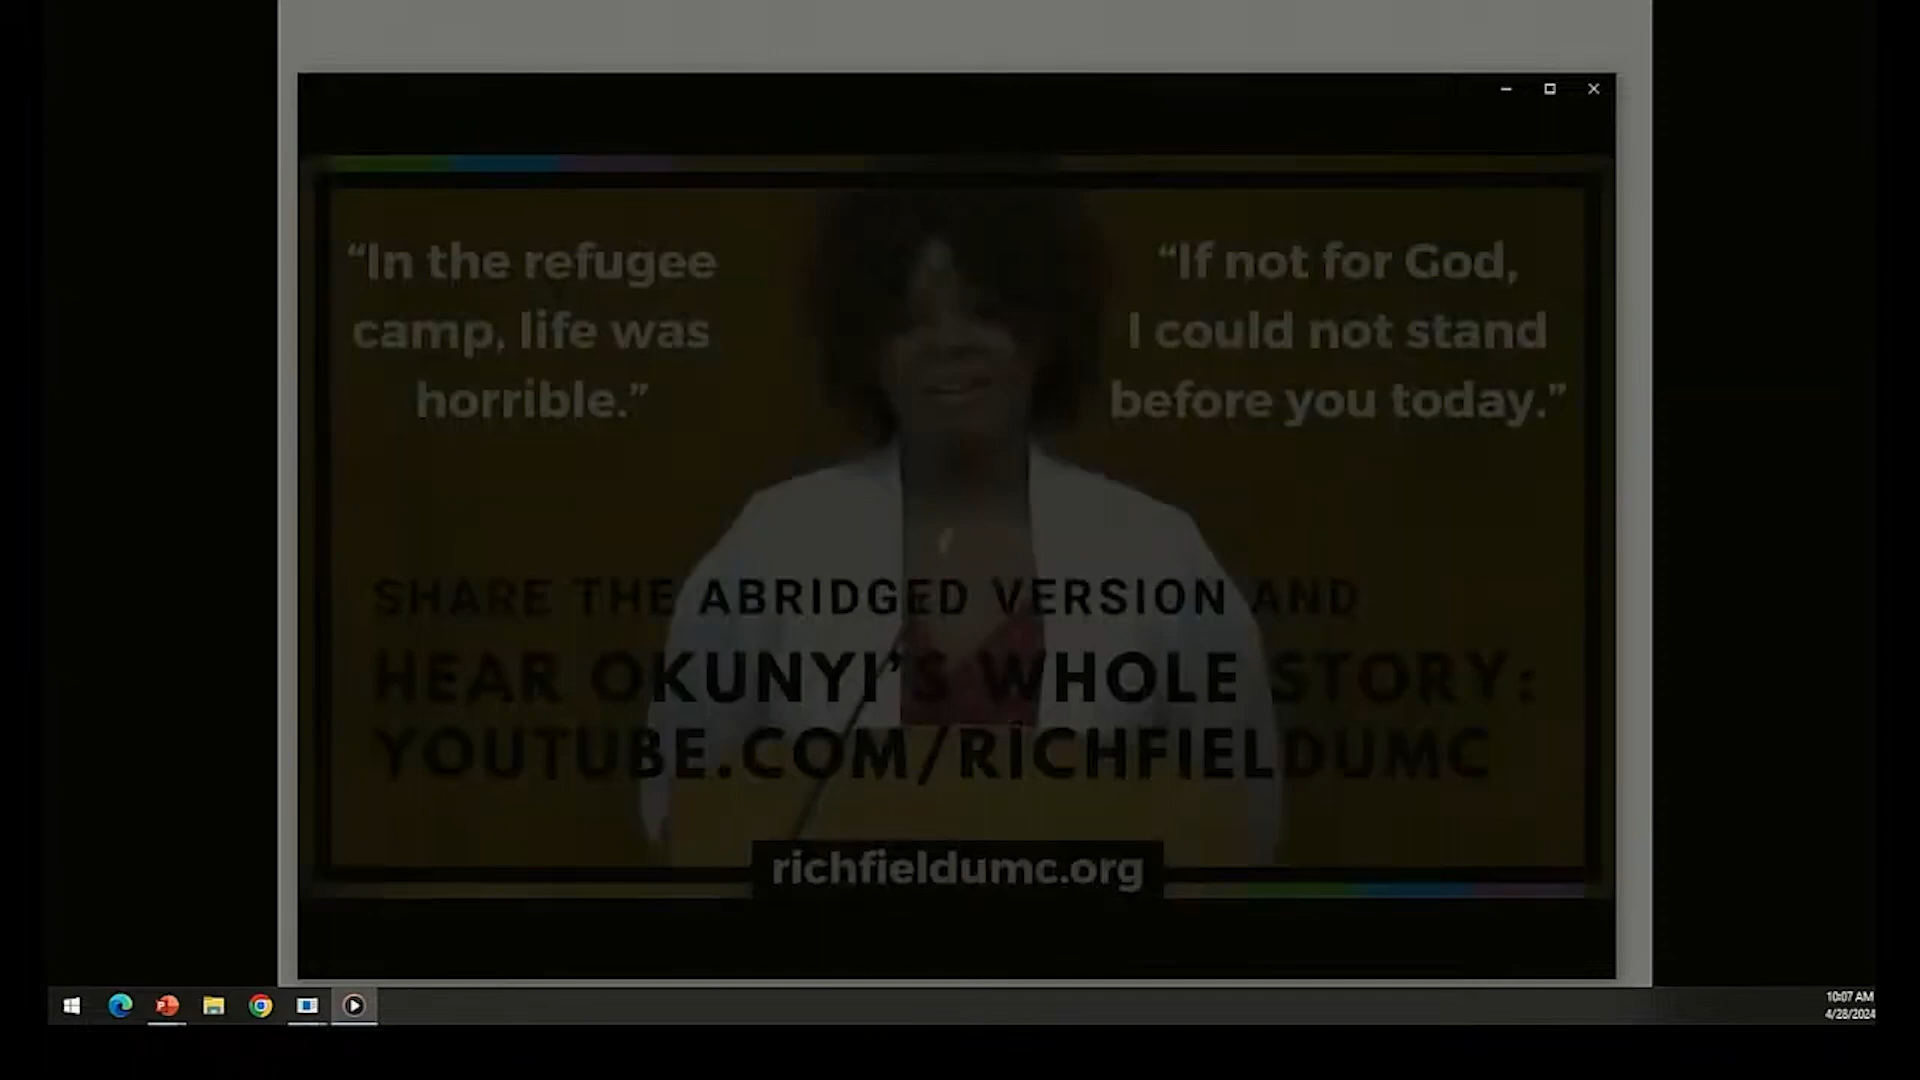 “In the refugee
camp, life was
horrible.”
“If not for God,
I could not stand
before you today.”
SHARE THE ABRIDGED VERSION AND
HEAR OKUNYI’S WHOLE STORY:
YOUTUBE.COM/RICHFIELDUMC
richfieldumc.org
10:07 AM
4/28/2024